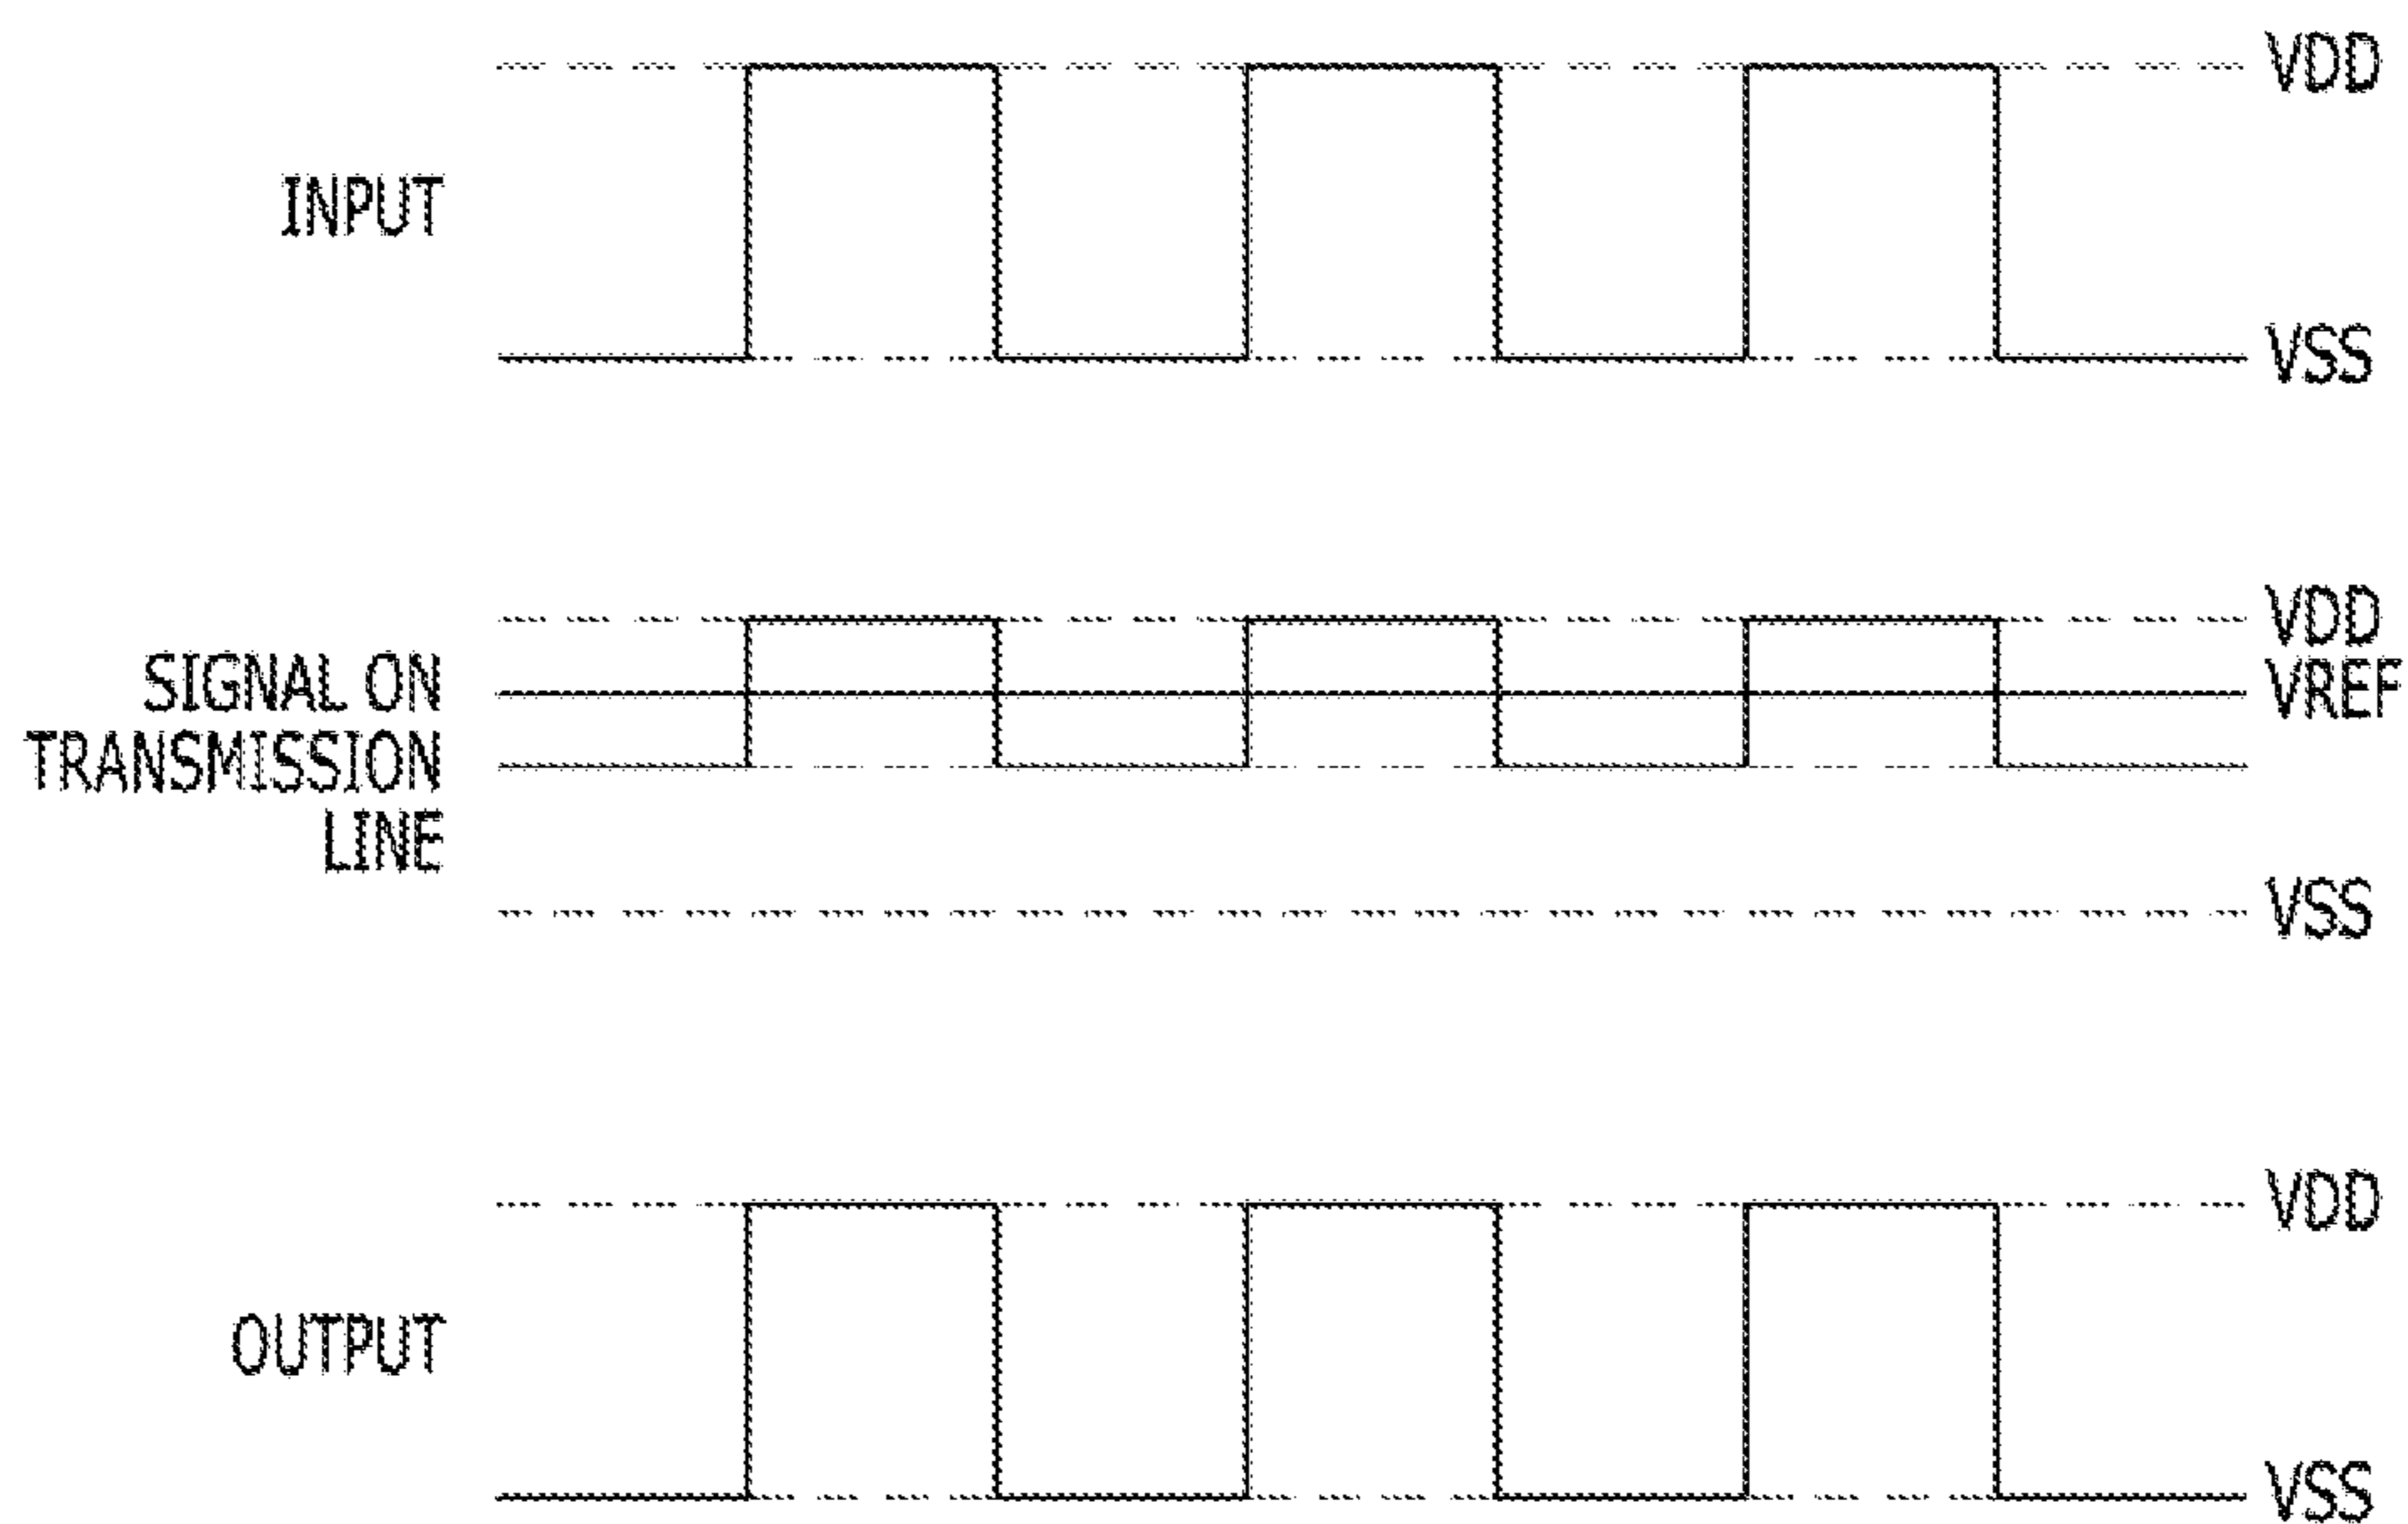 VDD
INPUT
VSS
VDD
SIGNAL ON
VREF
TRANSMISSION
LINE
VSS
VDD
OUTPUT
VSS